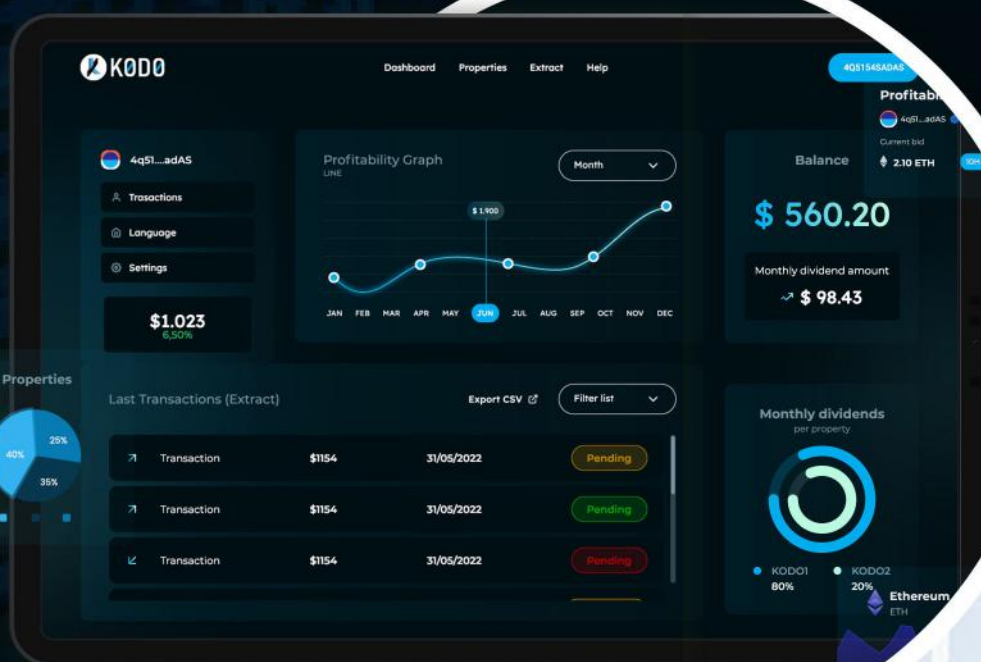 KODO
Dashboard Properties Extract Help
4Q5154SADAS
4q51....adAS
Trasactions
Language
Settings
$1.023
6,50%
Profitability Graph
LINE
Month
$ 1.900
JAN FEB MAR APR MAY JUN JUL AUG SEP OCT NOV DEC
4q51...adAS
Current bid
2.10 ETH
Balance
$ 560.20
Monthly dividend amount
$ 98.43
Properties
25%
40%
35%
Last Transactions (Extract)
Export CSV
Filter list
Transaction $1154 31/05/2022 Pending
Transaction $1154 31/05/2022 Pending
Transaction $1154 31/05/2022 Pending
Monthly dividends
per property
KODO1 KODO2
80% 20%
Ethereum
ETH